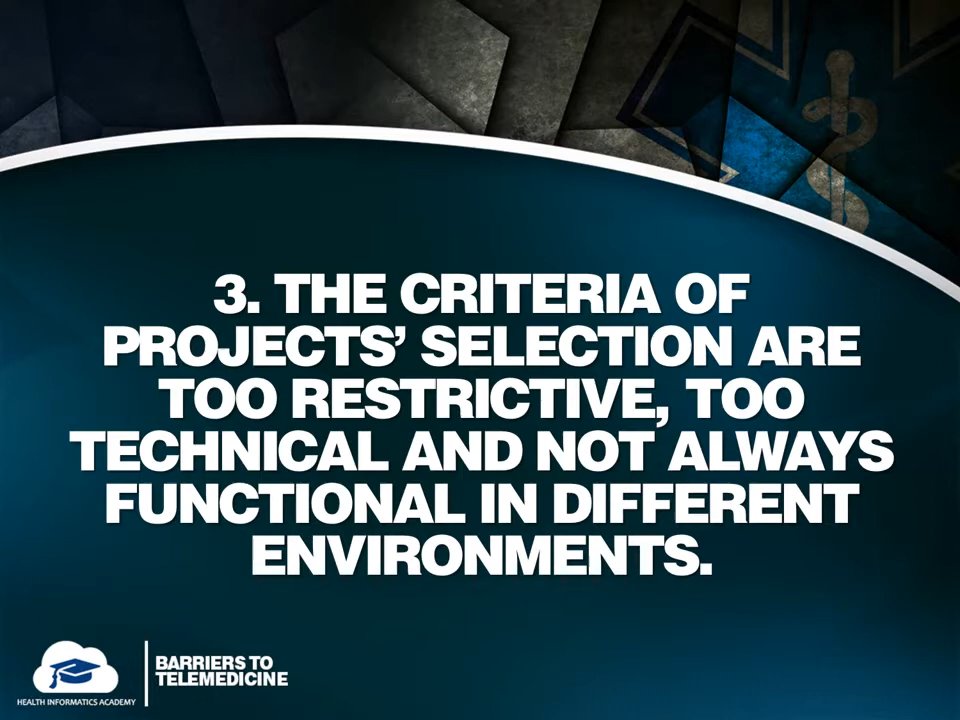 3. THE CRITERIA OF
PROJECTS’ SELECTION ARE
TOO RESTRICTIVE, TOO
TECHNICAL AND NOT ALWAYS
FUNCTIONAL IN DIFFERENT
ENVIRONMENTS.
BARRIERS TO
TELEMEDICINE
HEALTH INFORMATICS ACADEMY